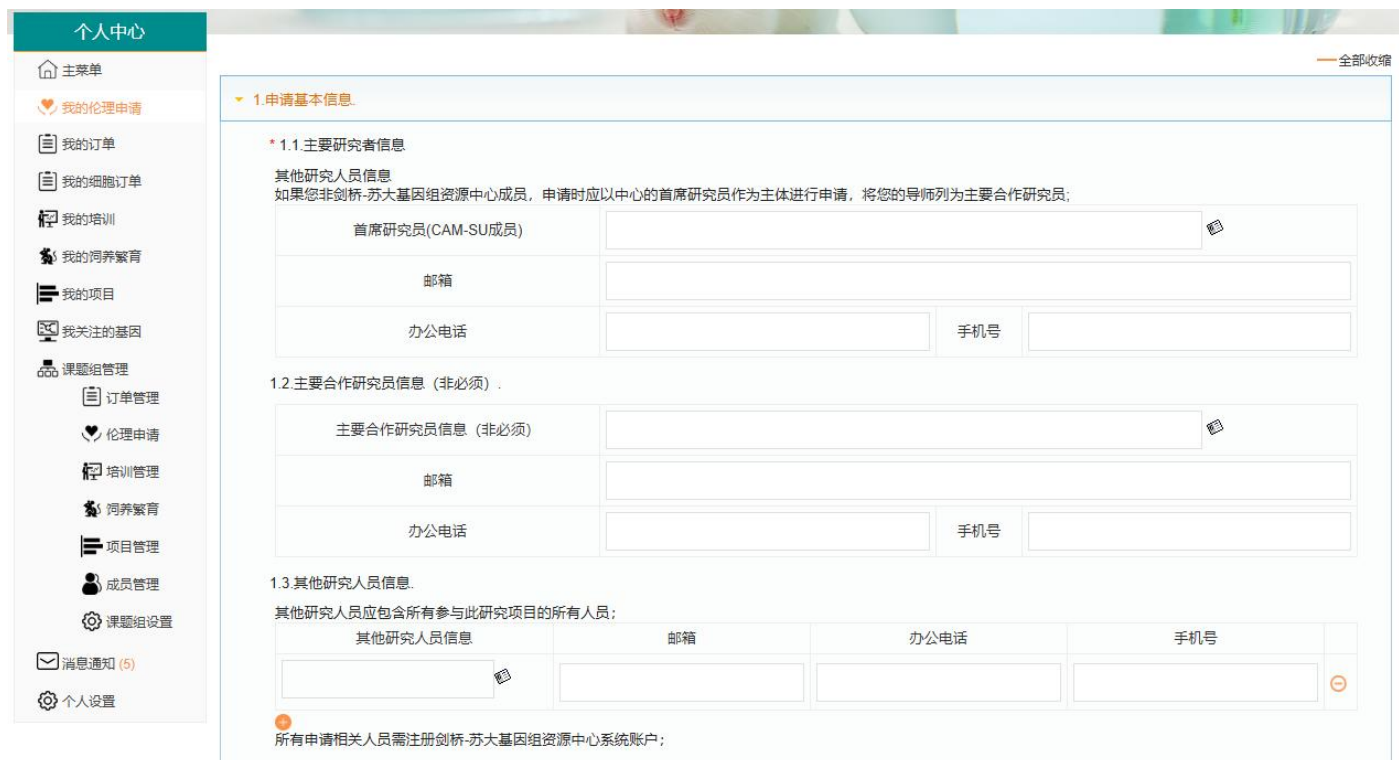 个人中心
主菜单
我的伦理申请
我的订单
我的细胞订单
我的培训
我的饲养繁育
我的项目
我关注的基因
课题组管理
订单管理
伦理申请
培训管理
饲养繁育
项目管理
成员管理
课题组设置
消息通知 (5)
个人设置
全部收缩
1.申请基本信息.
* 1.1.主要研究者信息
其他研究人员信息
如果您非剑桥-苏大基因组资源中心成员，申请时应以中心的首席研究员作为主体进行申请，将您的导师列为主要合作研究员;
首席研究员(CAM-SU成员)
邮箱
办公电话 手机号
1.2.主要合作研究员信息（非必须）.
主要合作研究员信息（非必须）
邮箱
办公电话 手机号
1.3.其他研究人员信息.
其他研究人员应包含所有参与此研究项目的所有人员;
其他研究人员信息 邮箱 办公电话 手机号
所有申请相关人员需注册剑桥-苏大基因组资源中心系统账户;